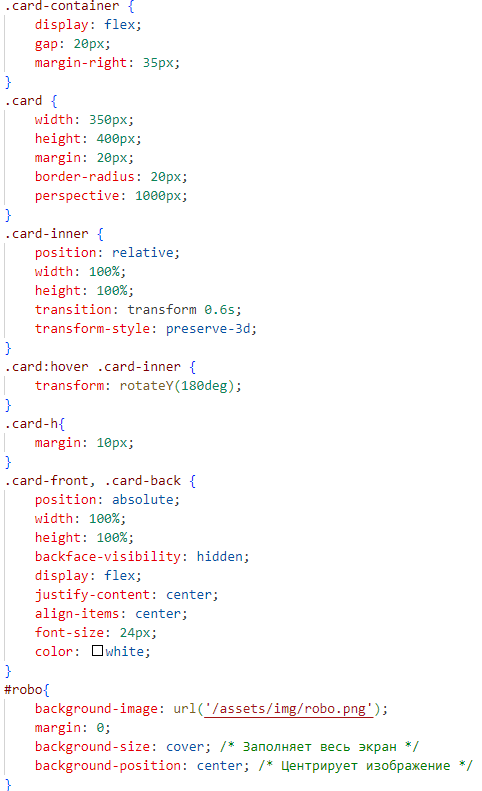 .card-container {
    display: flex;
    gap: 20px;
    margin-right: 35px;
}
.card {
    width: 350px;
    height: 400px;
    margin: 20px;
    border-radius: 20px;
    perspective: 1000px;
}
.card-inner {
    position: relative;
    width: 100%;
    height: 100%;
    transition: transform 0.6s;
    transform-style: preserve-3d;
}
.card:hover .card-inner {
    transform: rotateY(180deg);
}
.card-h{
    margin: 10px;
}
.card-front, .card-back {
    position: absolute;
    width: 100%;
    height: 100%;
    backface-visibility: hidden;
    display: flex;
    justify-content: center;
    align-items: center;
    font-size: 24px;
    color: white;
}
#robo{
    background-image: url('/assets/img/robo.png');
    margin: 0;
    background-size: cover; /* Заполняет весь экран */
    background-position: center; /* Центрирует изображение */
}